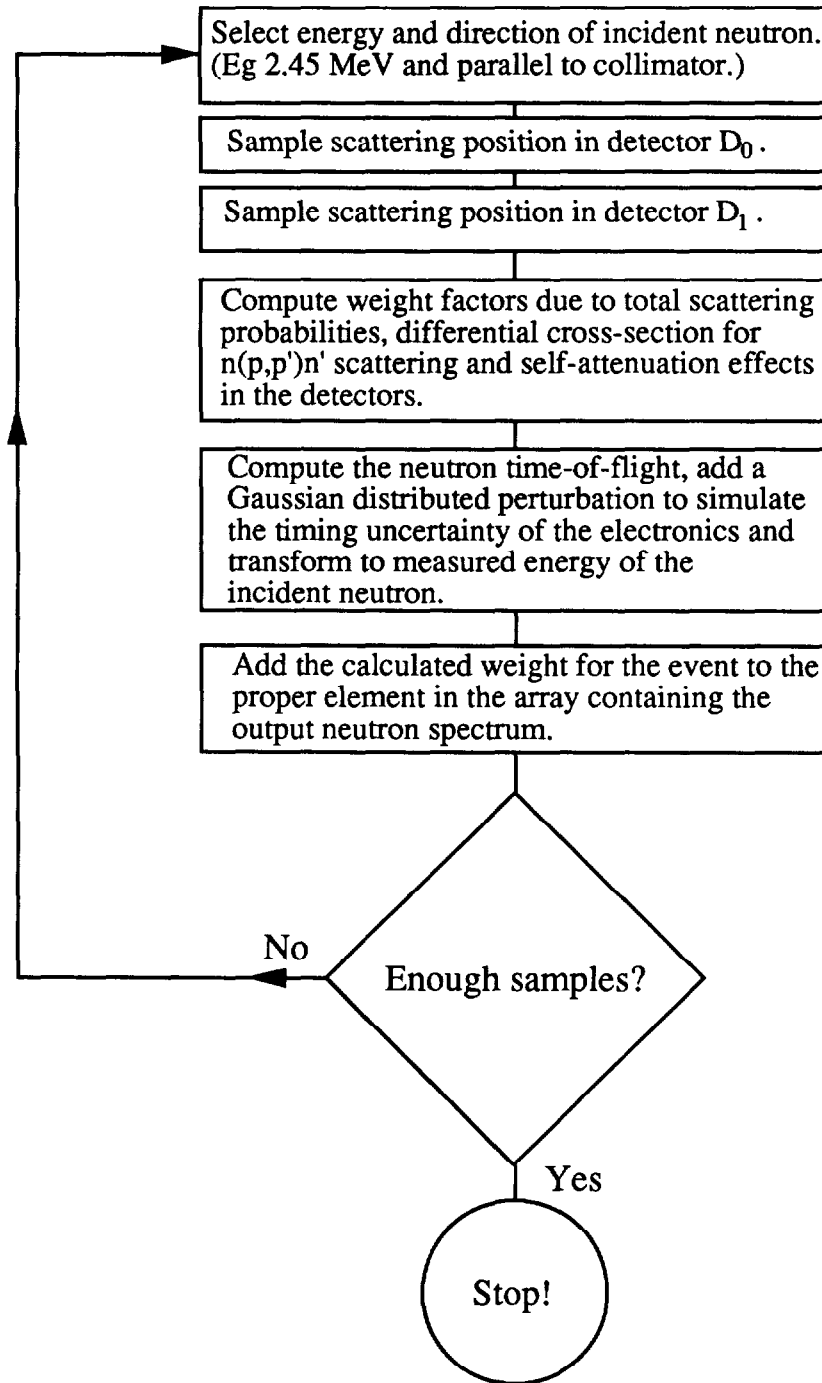 Select energy and direction of incident neutron.
(Eg 2.45 MeV and parallel to collimator.)
Sample scattering position in detector D0 .
Sample scattering position in detector D1 .
Compute weight factors due to total scattering
probabilities, differential cross-section for
n(p,p')n' scattering and self-attenuation effects
in the detectors.
Compute the neutron time-of-flight, add a
Gaussian distributed perturbation to simulate
the timing uncertainty of the electronics and
transform to measured energy of the
incident neutron.
Add the calculated weight for the event to the
proper element in the array containing the
output neutron spectrum.
No
Enough samples?
Yes
Stop!